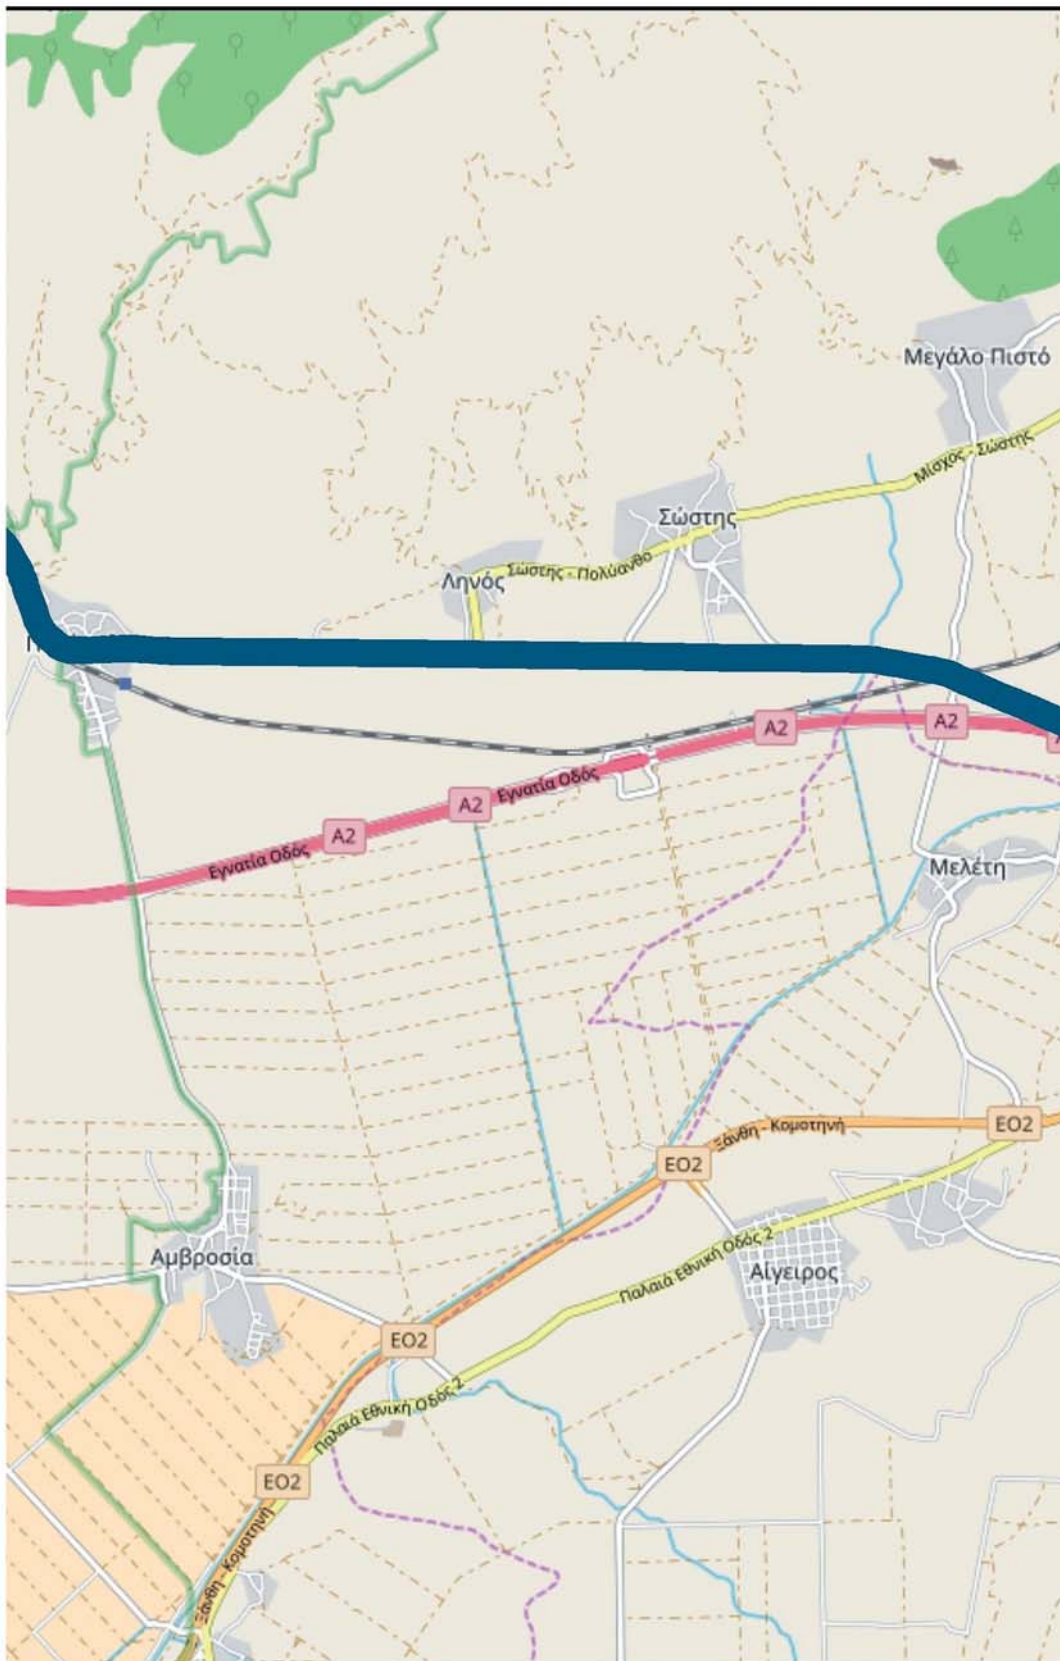 Μεγάλο Πιστό
Μίσχος - Σώστης
Σώστης
Σώστης - Πολύανθο
Ληνός
A2
A2
A2
Εγνατία Οδός
A2
Εγνατία Οδός
Μελέτη
Ξάνθη - Κομοτηνή
EO2
EO2
Παλαιά Εθνική Οδός 2
Αμβροσία
Αίγειρος
EO2
Παλαιά Εθνική Οδός 2
EO2
Ξάνθη - Κομοτηνή